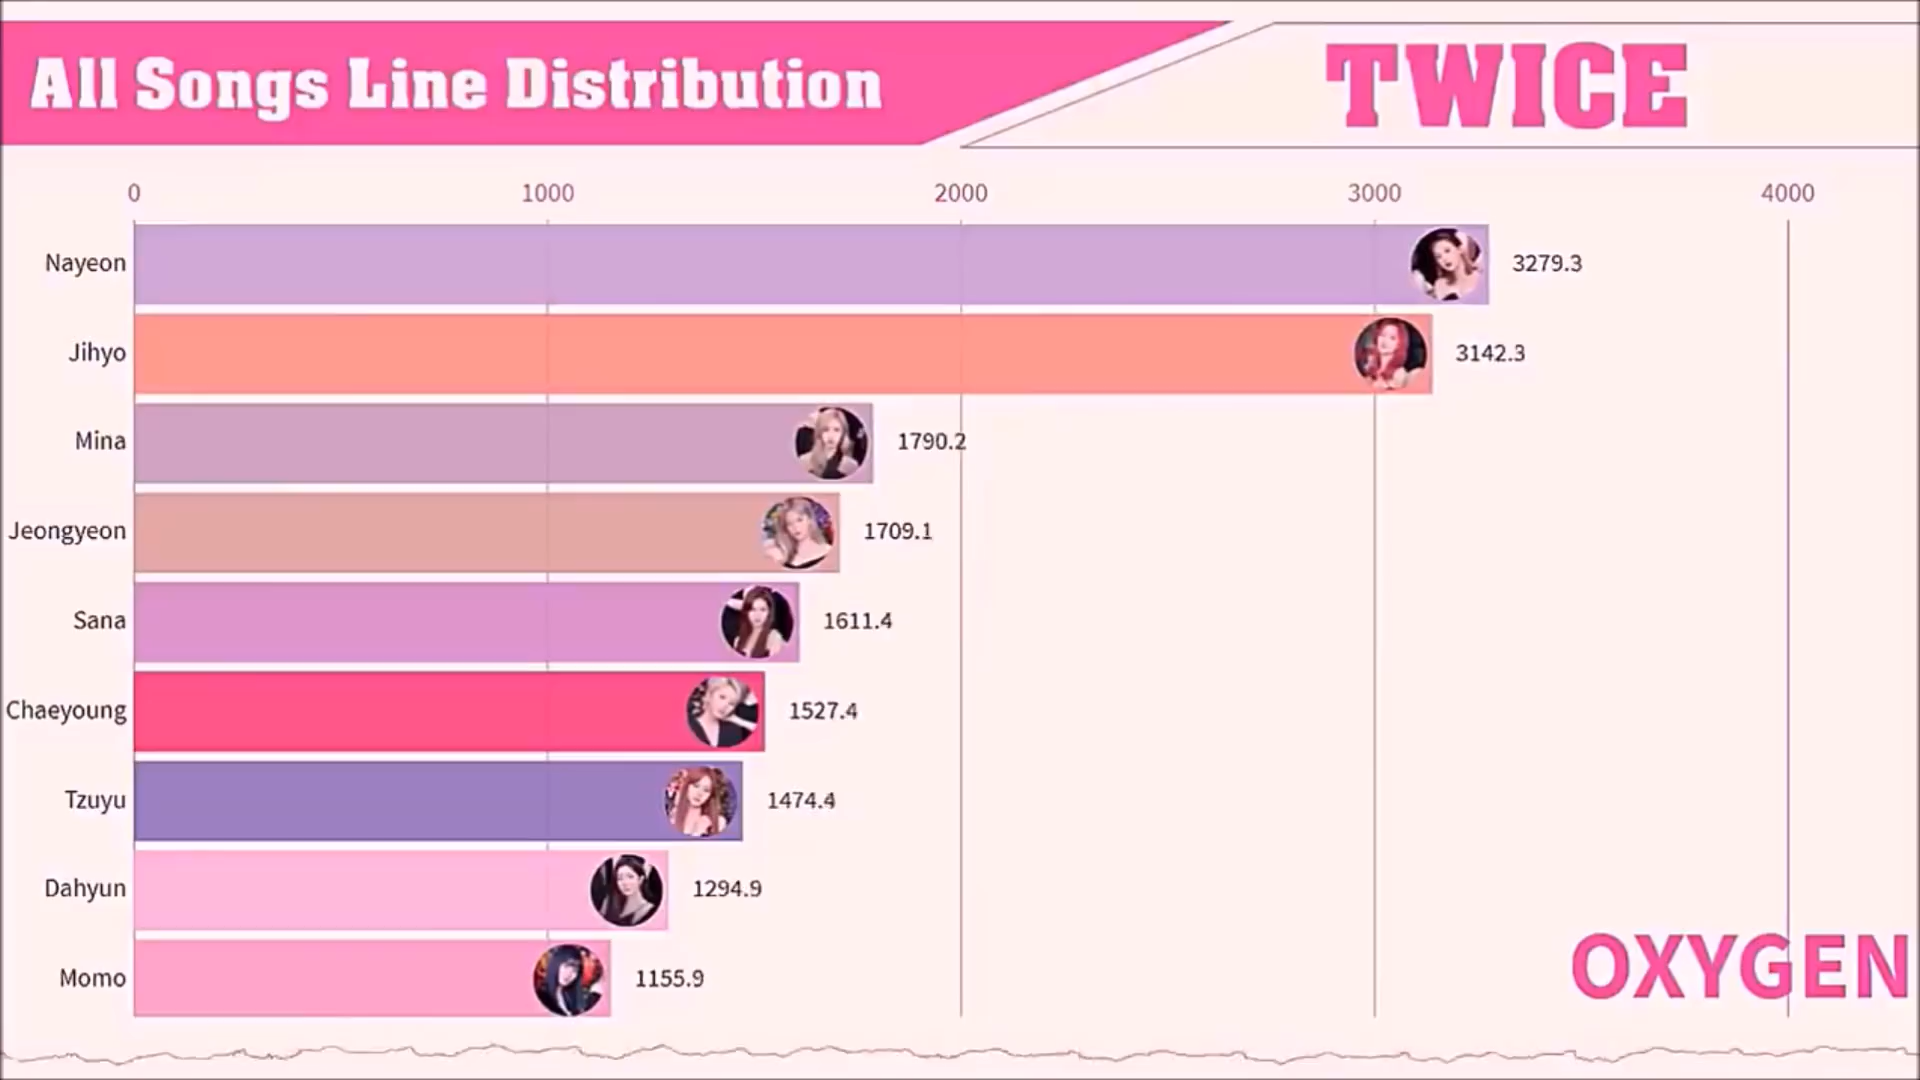 All Songs Line Distribution
TWICE
0 1000 2000 3000 4000
Nayeon 3279.3
Jihyo 3142.3
Mina 1790.2
Jeongyeon 1709.1
Sana 1611.4
Chaeyoung 1527.4
Tzuyu 1474.4
Dahyun 1294.9
Momo 1155.9
OXYGEN